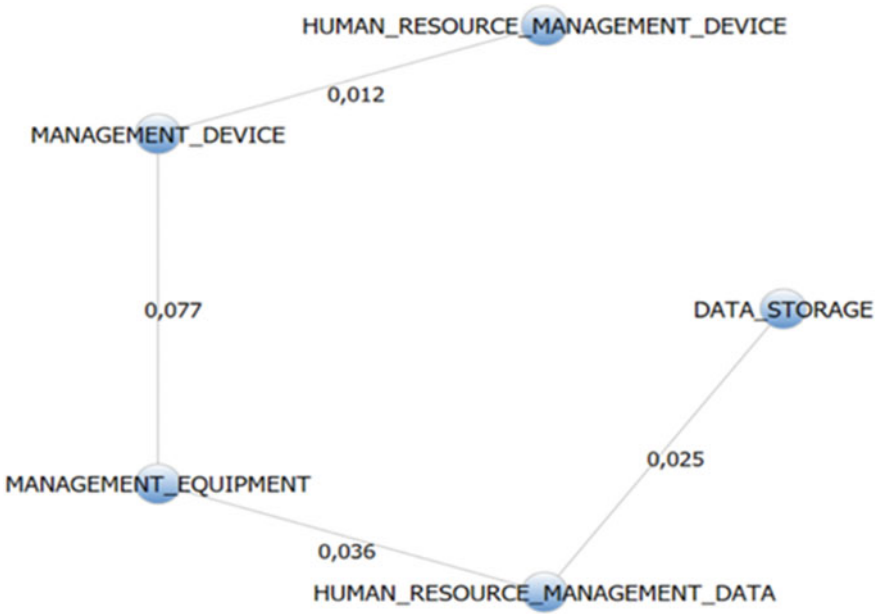 HUMAN_RESOURCE_MANAGEMENT_DEVICE
0,012
MANAGEMENT_DEVICE
0,077
DATA_STORAGE
0,025
MANAGEMENT_EQUIPMENT
0,036
HUMAN_RESOURCE_MANAGEMENT_DATA